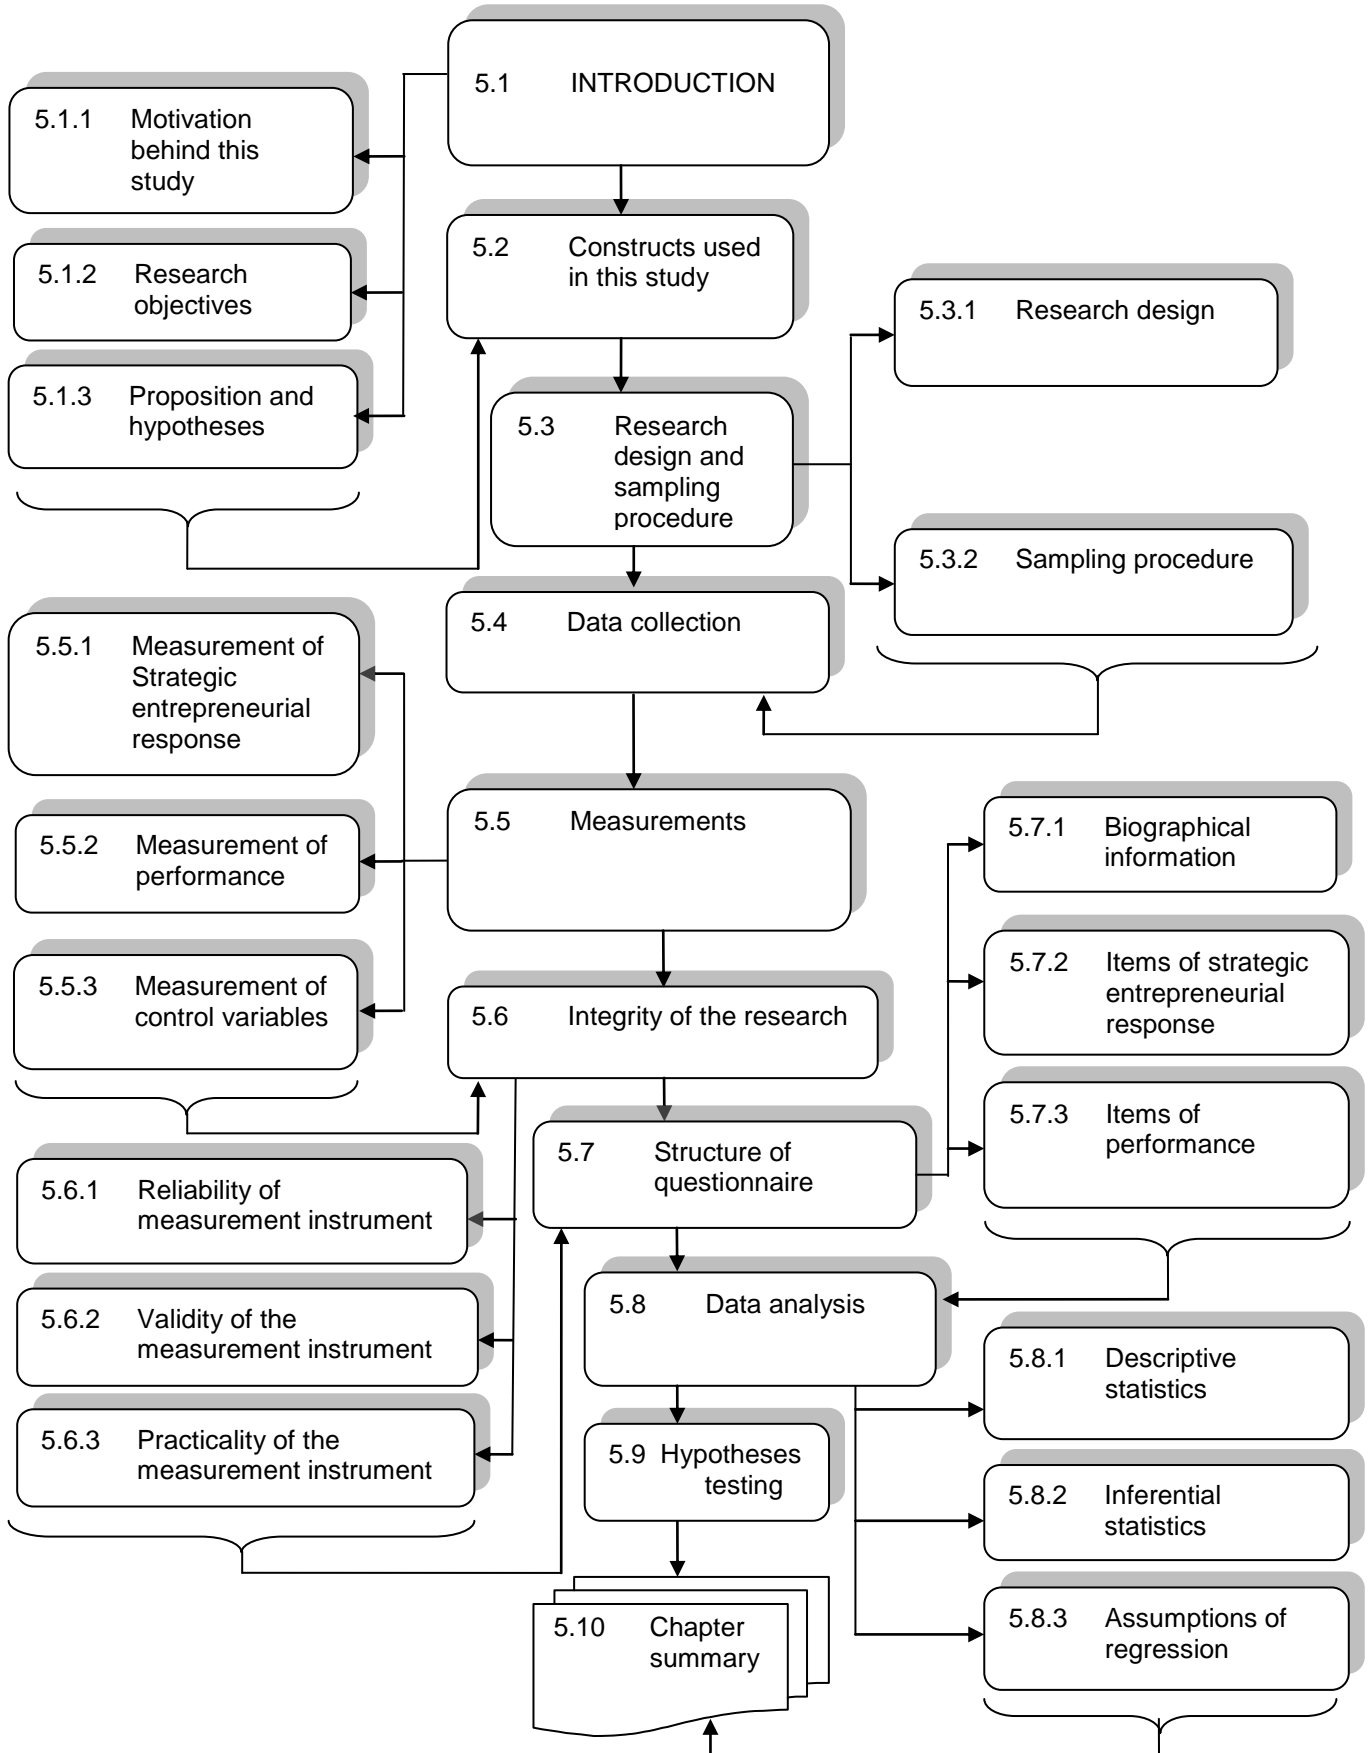 5.1 INTRODUCTION
5.1.1 Motivation
behind this
study
5.1.2 Research
objectives
5.1.3 Proposition and
hypotheses
5.2 Constructs used
in this study
5.3 Research
design and
sampling
procedure
5.3.1 Research design
5.3.2 Sampling procedure
5.4 Data collection
5.5 Measurements
5.5.1 Measurement of
Strategic
entrepreneurial
response
5.5.2 Measurement of
performance
5.5.3 Measurement of
control variables
5.6 Integrity of the research
5.6.1 Reliability of
measurement instrument
5.6.2 Validity of the
measurement instrument
5.6.3 Practicality of the
measurement instrument
5.7 Structure of
questionnaire
5.7.1 Biographical
information
5.7.2 Items of strategic
entrepreneurial
response
5.7.3 Items of
performance
5.8 Data analysis
5.8.1 Descriptive
statistics
5.8.2 Inferential
statistics
5.8.3 Assumptions of
regression
5.9 Hypotheses
testing
5.10 Chapter
summary